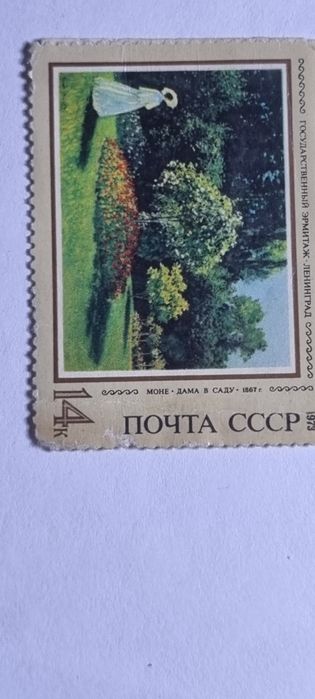 ГОСУДАРСТВЕННЫЙ ЭРМИТАЖ · ЛЕНИНГРАД
МОНЕ · ДАМА В САДУ · 1867 г.
14к
ПОЧТА СССР
1973